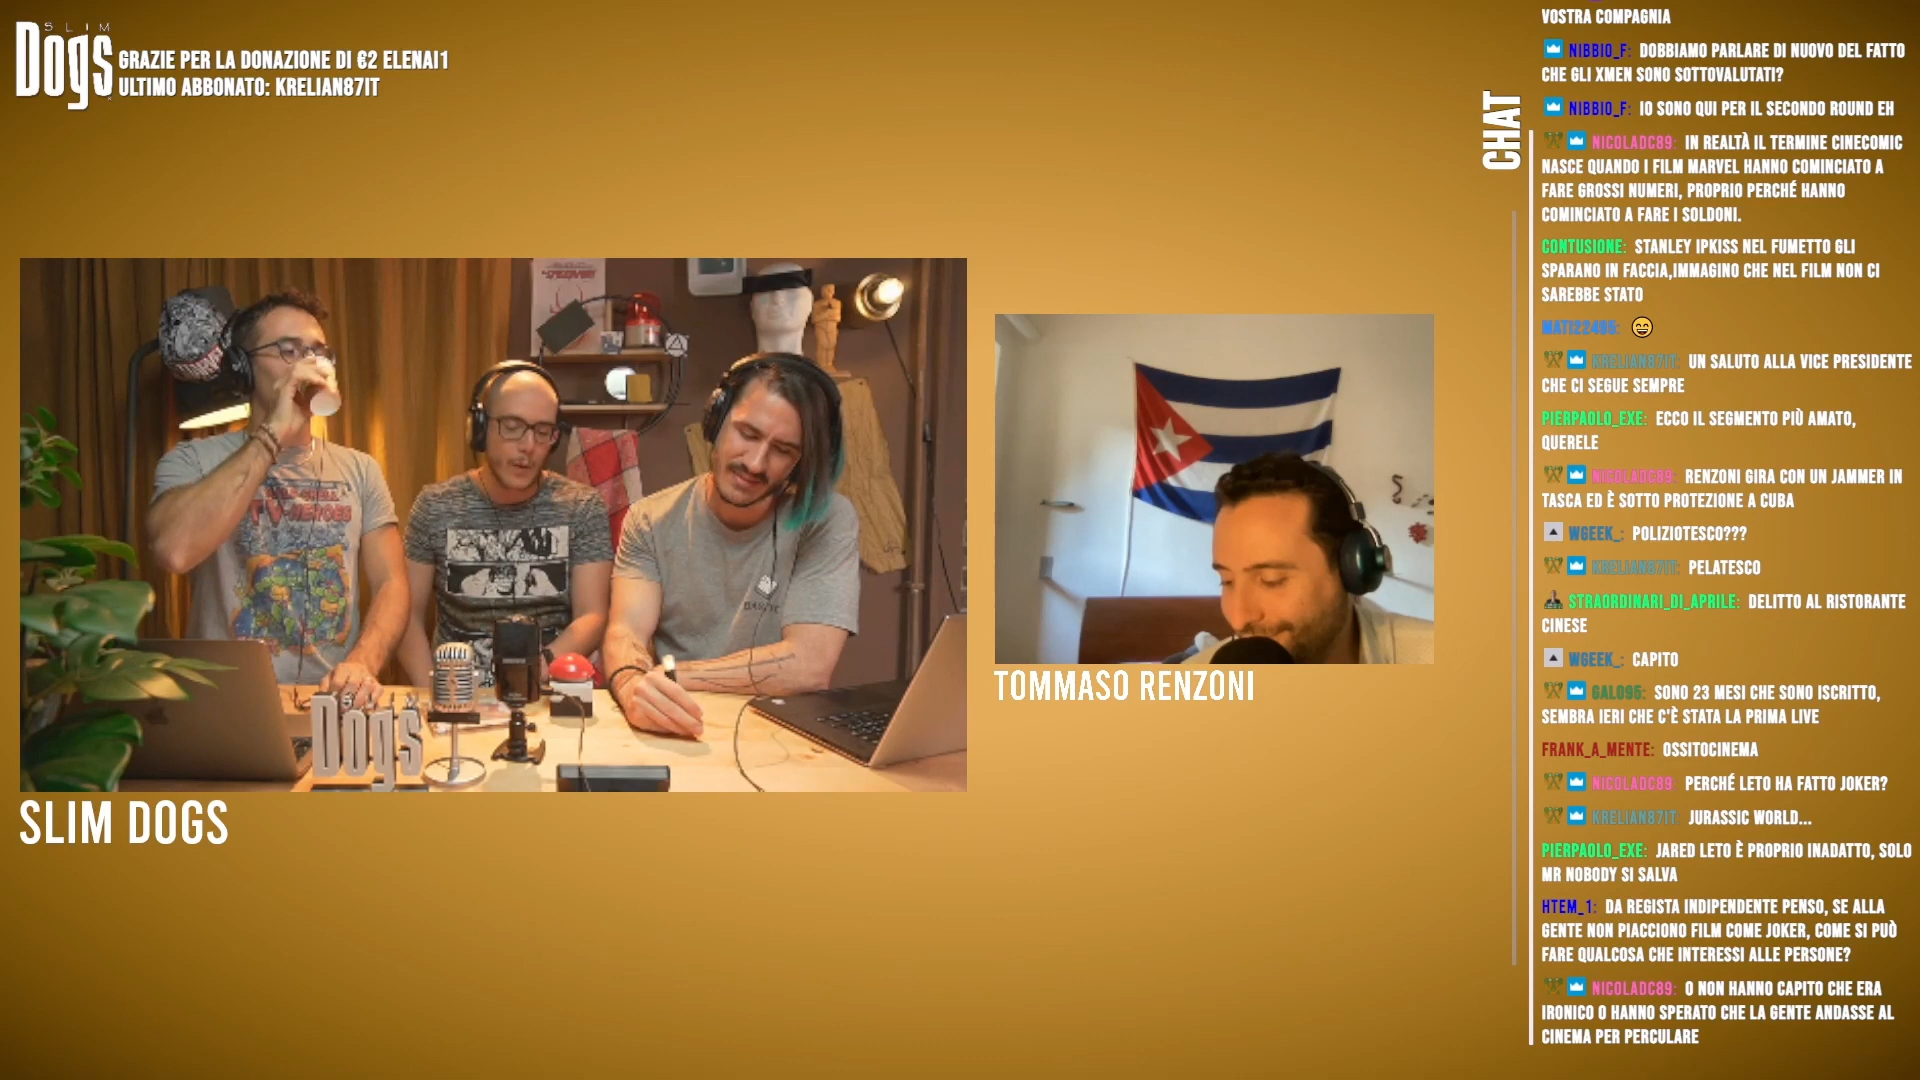 SLIM
Dogs
GRAZIE PER LA DONAZIONE DI €2 ELENAI1
ULTIMO ABBONATO: KRELIAN87IT
Dogs
SLIM DOGS
TOMMASO RENZONI
CHAT
VOSTRA COMPAGNIA
NIBBIO_F: DOBBIAMO PARLARE DI NUOVO DEL FATTO
CHE GLI XMEN SONO SOTTOVALUTATI?
NIBBIO_F: IO SONO QUI PER IL SECONDO ROUND EH
NICOLADC89: IN REALTÀ IL TERMINE CINECOMIC
NASCE QUANDO I FILM MARVEL HANNO COMINCIATO A
FARE GROSSI NUMERI, PROPRIO PERCHÉ HANNO
COMINCIATO A FARE I SOLDONI.
CONTUSIONE: STANLEY IPKISS NEL FUMETTO GLI
SPARANO IN FACCIA,IMMAGINO CHE NEL FILM NON CI
SAREBBE STATO
MATI22495: 😄
KRELIAN87IT: UN SALUTO ALLA VICE PRESIDENTE
CHE CI SEGUE SEMPRE
PIERPAOLO_EXE: ECCO IL SEGMENTO PIÙ AMATO,
QUERELE
NICOLADC89: RENZONI GIRA CON UN JAMMER IN
TASCA ED È SOTTO PROTEZIONE A CUBA
WGEEK_: POLIZIOTESCO???
KRELIAN87IT: PELATESCO
STRAORDINARI_DI_APRILE: DELITTO AL RISTORANTE
CINESE
WGEEK_: CAPITO
GALO95: SONO 23 MESI CHE SONO ISCRITTO,
SEMBRA IERI CHE C'È STATA LA PRIMA LIVE
FRANK_A_MENTE: OSSITOCINEMA
NICOLADC89: PERCHÉ LETO HA FATTO JOKER?
KRELIAN87IT: JURASSIC WORLD...
PIERPAOLO_EXE: JARED LETO È PROPRIO INADATTO, SOLO
MR NOBODY SI SALVA
HTEM_1: DA REGISTA INDIPENDENTE PENSO, SE ALLA
GENTE NON PIACCIONO FILM COME JOKER, COME SI PUÒ
FARE QUALCOSA CHE INTERESSI ALLE PERSONE?
NICOLADC89: O NON HANNO CAPITO CHE ERA
IRONICO O HANNO SPERATO CHE LA GENTE ANDASSE AL
CINEMA PER PERCULARE